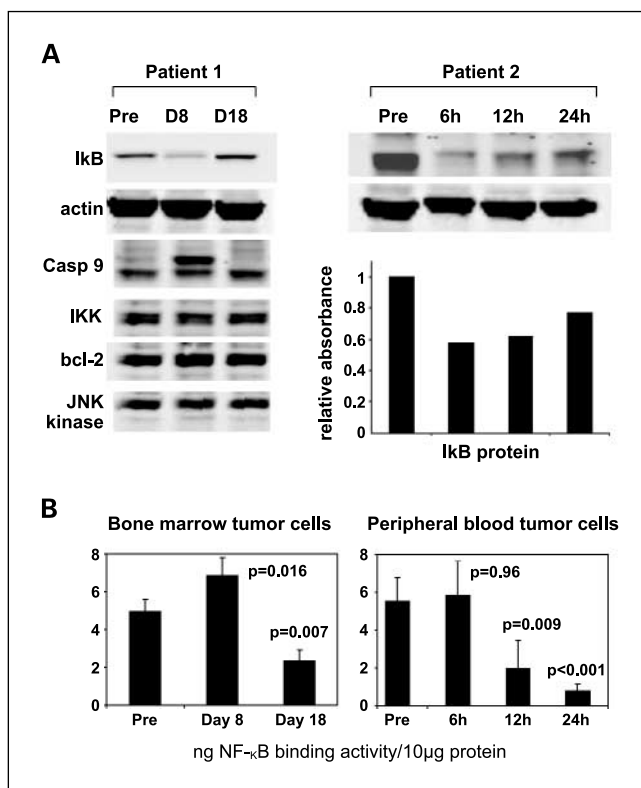 A
Patient 1
Patient 2
Pre D8 D18
Pre 6h 12h 24h
IkB
actin
Casp 9
IKK
bcl-2
JNK
kinase
relative absorbance
1
0.8
0.6
0.4
0.2
0
IkB protein
B
Bone marrow tumor cells
Peripheral blood tumor cells
8
6
4
2
0
p=0.016
p=0.007
Pre Day 8 Day 18
8
6
4
2
0
p=0.96
p=0.009
p<0.001
Pre 6h 12h 24h
ng NF-κB binding activity/10μg protein